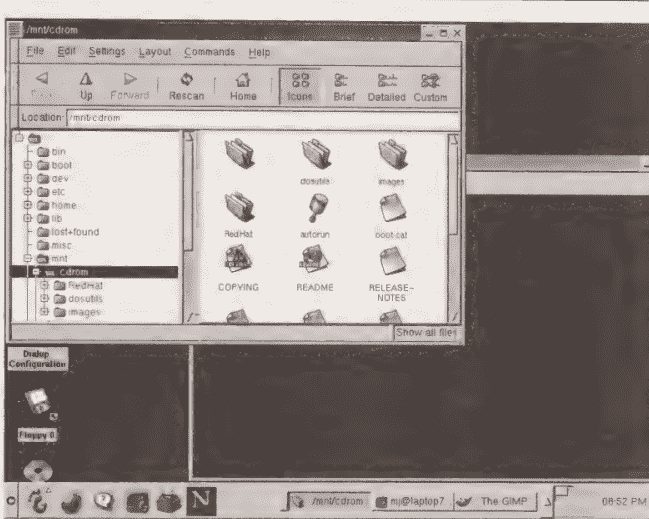 /mnt/cdrom
File Edit Settings Layout Commands Help
Up Forward Rescan Home Icons Brief Detailed Custom
Location: /mnt/cdrom
bin
boot
dev
etc
home
lib
lost+found
misc
mnt
cdrom
RedHat
dosutils
images
dosutils images
RedHat autorun boot.cat
COPYING README RELEASE-
NOTES
Show all files
Dialup
Configuration
Floppy 0
N /mnt/cdrom mj@laptop7 The GIMP 08:52 PM